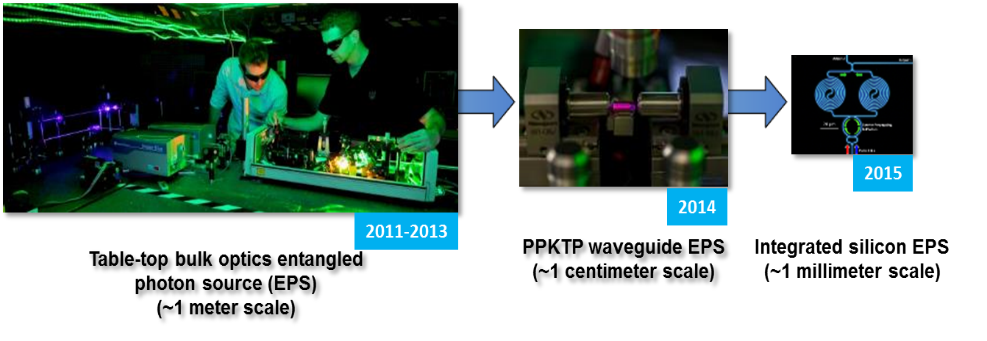 2011-2013
2014
2015
Table-top bulk optics entangled
photon source (EPS)
(~1 meter scale)
PPKTP waveguide EPS
(~1 centimeter scale)
Integrated silicon EPS
(~1 millimeter scale)